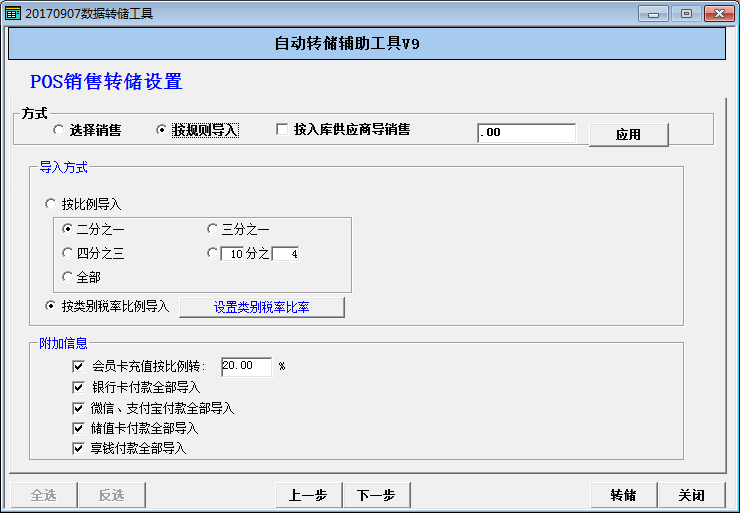 20170907数据转储工具
自动转储辅助工具V9
POS销售转储设置
方式
选择销售 按规则导入 按入库供应商导销售 .00 应用
导入方式
按比例导入
二分之一 三分之一
四分之三 10 分之 4
全部
按类别税率比例导入 设置类别税率比率
附加信息
会员卡充值按比例转: 20.00 %
银行卡付款全部导入
微信、支付宝付款全部导入
储值卡付款全部导入
享钱付款全部导入
全选 反选 上一步 下一步 转储 关闭